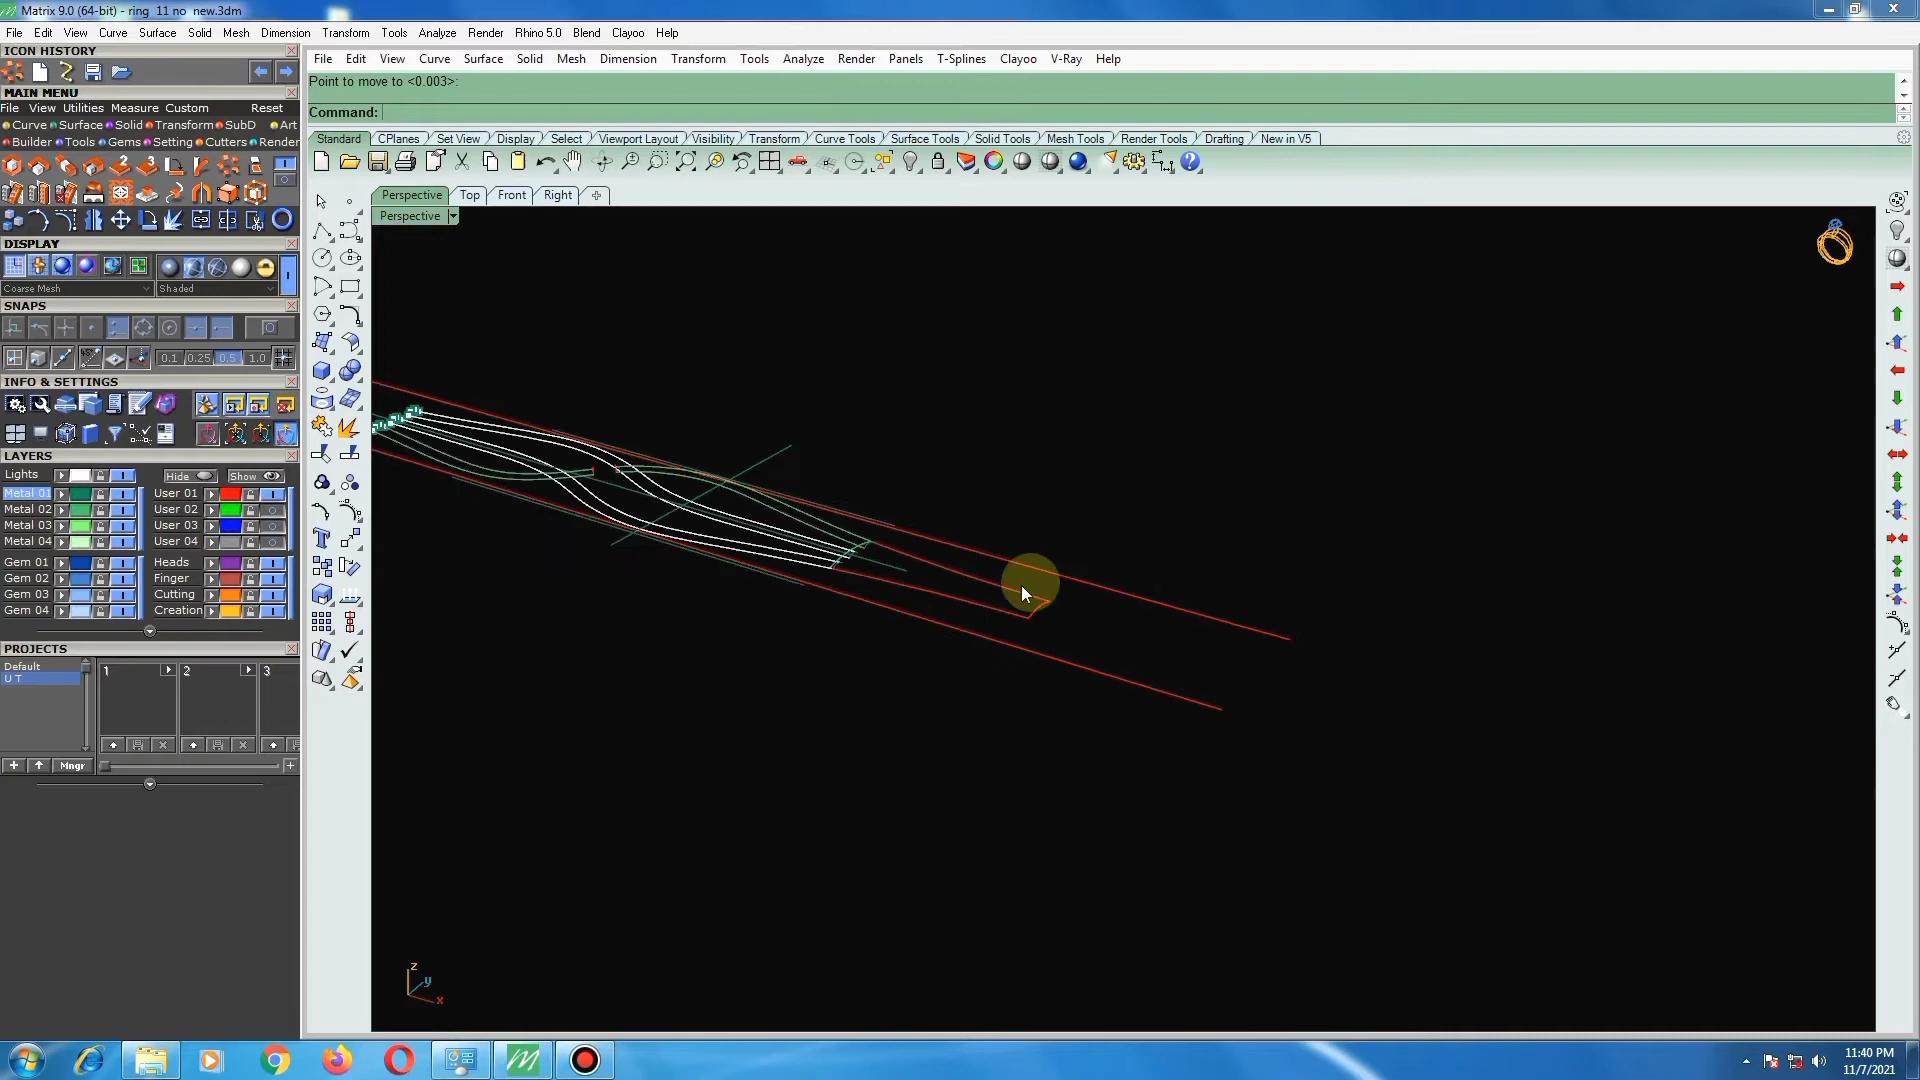 Matrix 9.0 (64-bit) - ring  11 no  new.3dm
File Edit View Curve Surface Solid Mesh Dimension Transform Tools Analyze Render Rhino 5.0 Blend Clayoo Help
ICON HISTORY
MAIN MENU
File View Utilities Measure Custom Reset
Curve Surface Solid Transform SubD Art
Builder Tools Gems Setting Cutters Render
DISPLAY
Coarse Mesh Shaded
SNAPS
0.1 0.25 0.5 1.0
INFO & SETTINGS
LAYERS
Lights Hide Show
Metal 01 User 01
Metal 02 User 02
Metal 03 User 03
Metal 04 User 04
Gem 01 Heads
Gem 02 Finger
Gem 03 Cutting
Gem 04 Creation
PROJECTS
Default
U T
1 2 3
Mngr
File Edit View Curve Surface Solid Mesh Dimension Transform Tools Analyze Render Panels T-Splines Clayoo V-Ray Help
Point to move to <0.003>:
Command:
Standard CPlanes Set View Display Select Viewport Layout Visibility Transform Curve Tools Surface Tools Solid Tools Mesh Tools Render Tools Drafting New in V5
Perspective Top Front Right
Perspective
z
y
x
11:40 PM
11/7/2021